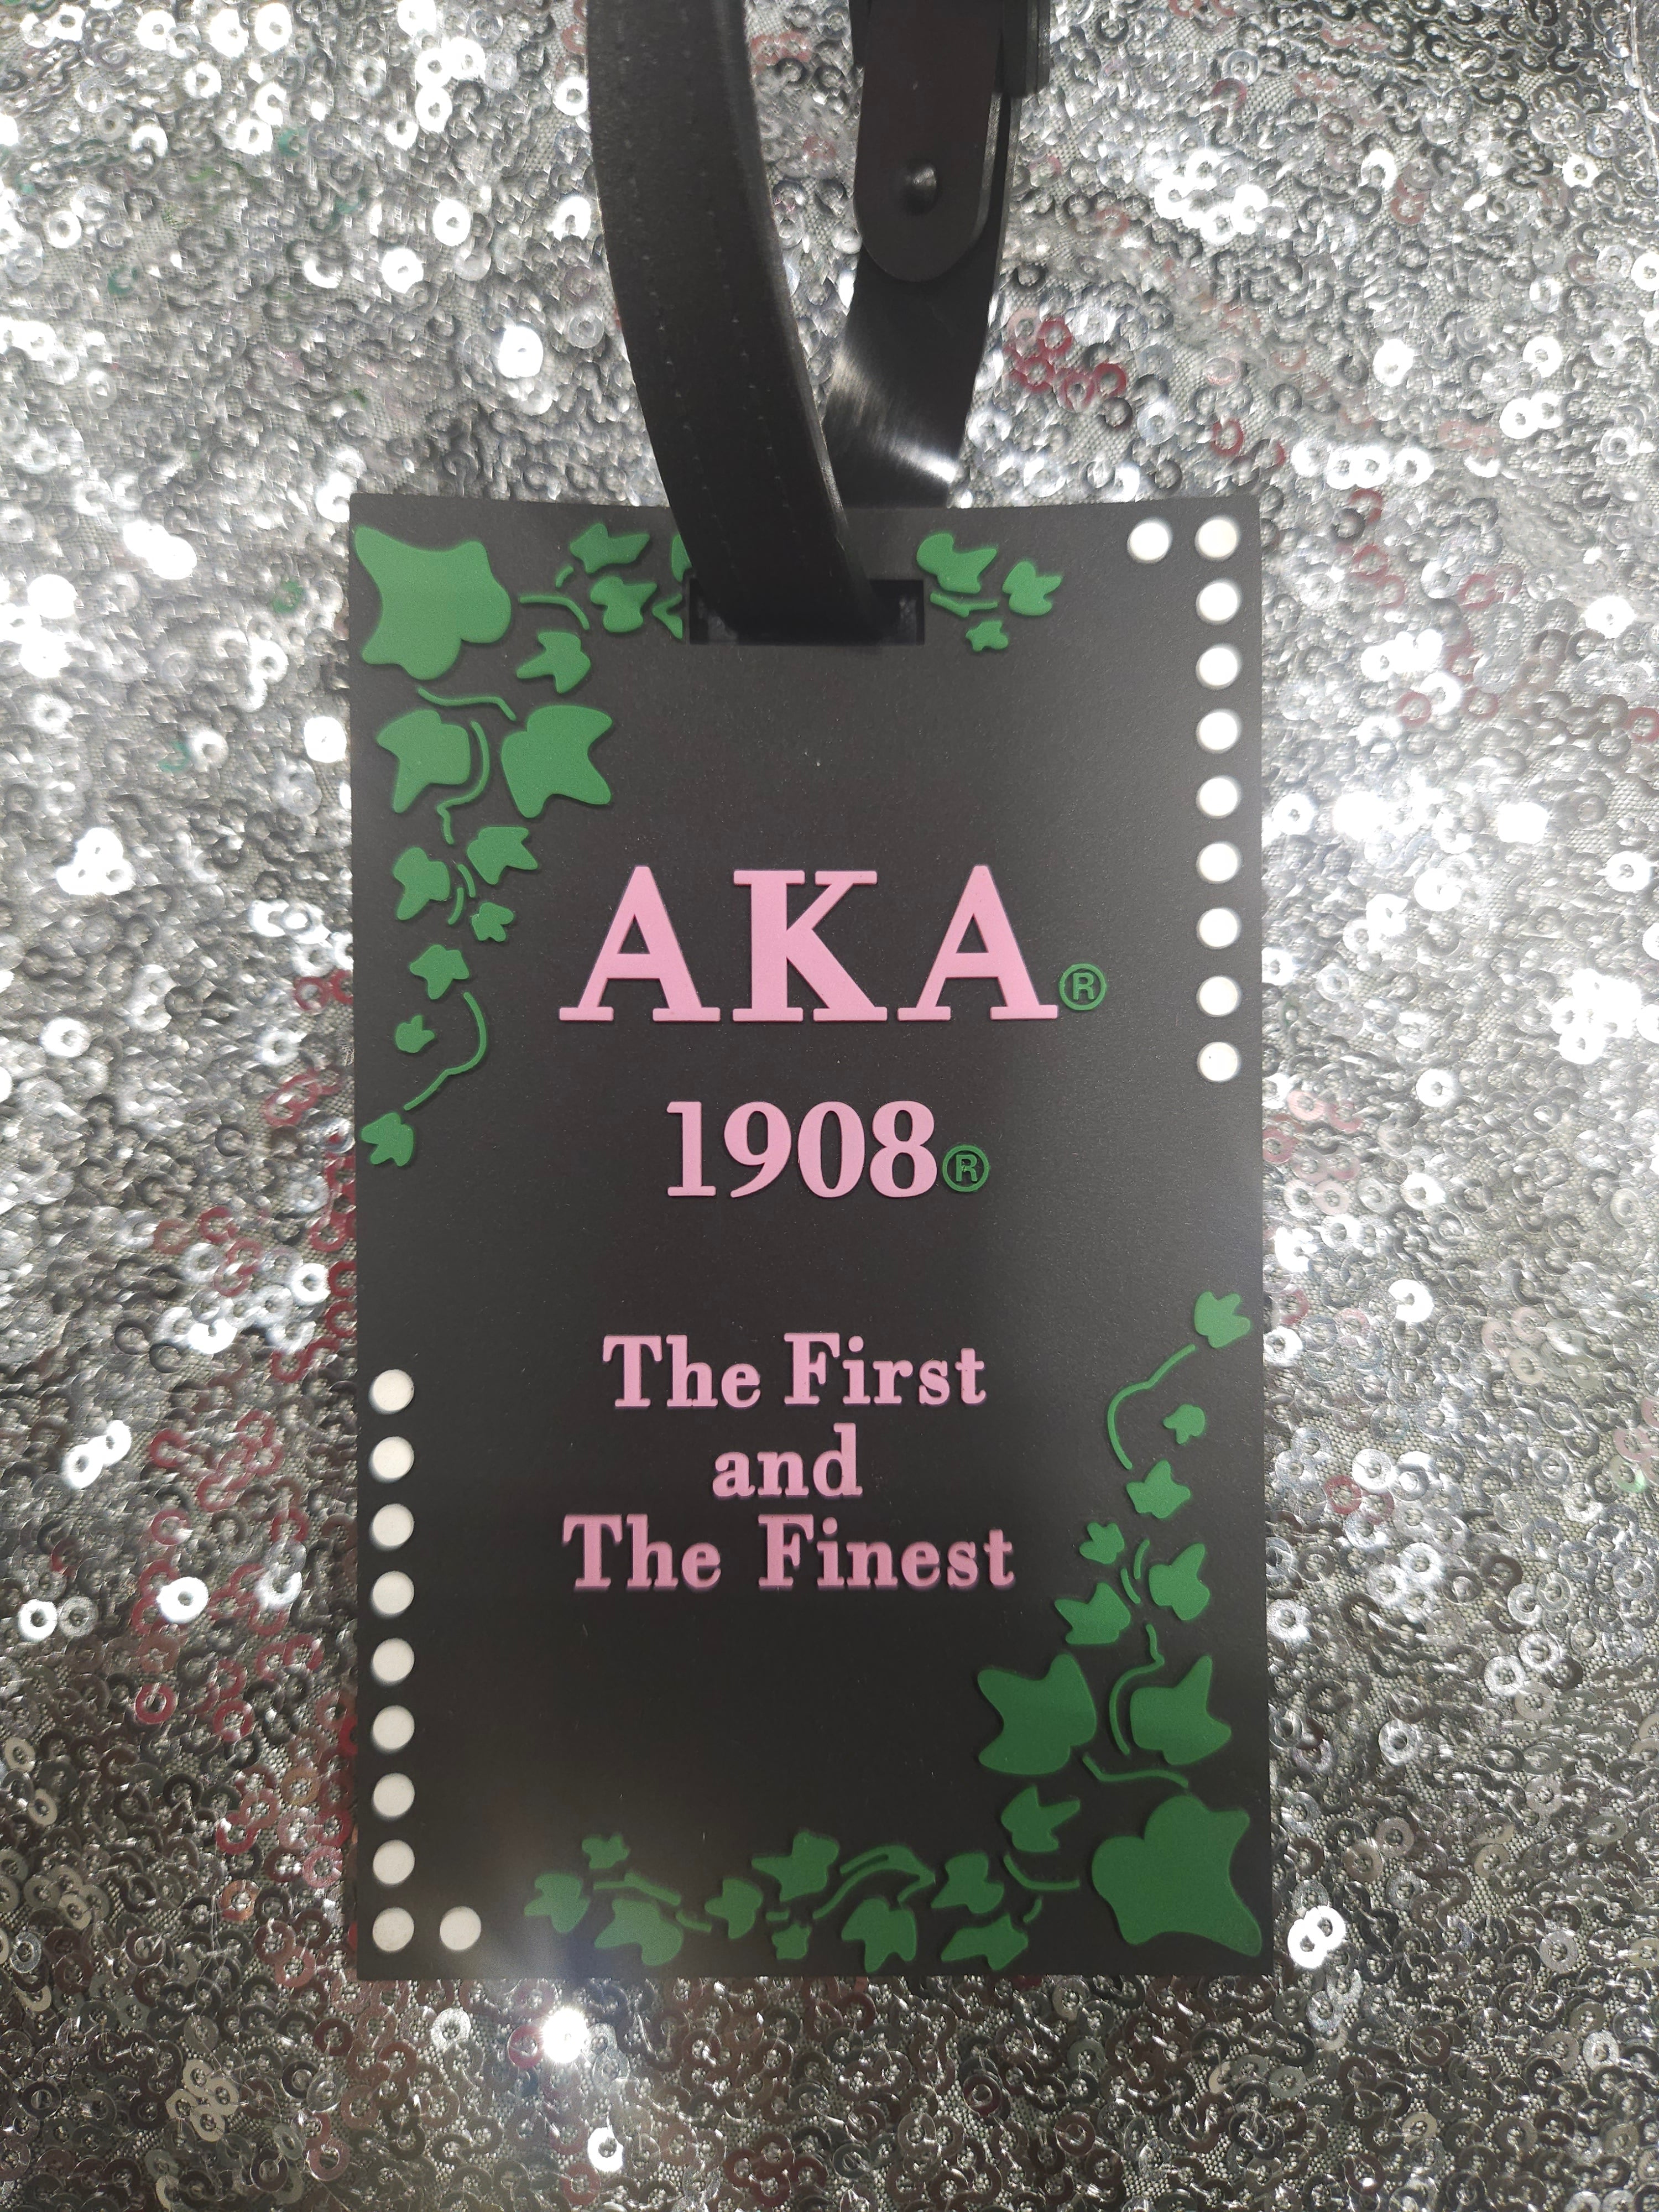 AKA®
1908®
The First
and
The Finest